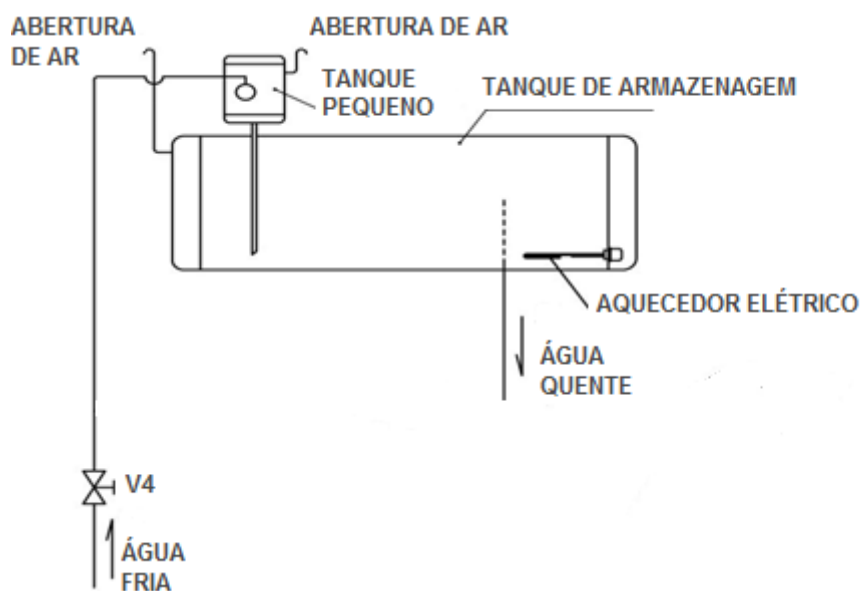 ABERTURA
DE AR
ABERTURA DE AR
TANQUE
PEQUENO
TANQUE DE ARMAZENAGEM
AQUECEDOR ELÉTRICO
ÁGUA
QUENTE
V4
ÁGUA
FRIA